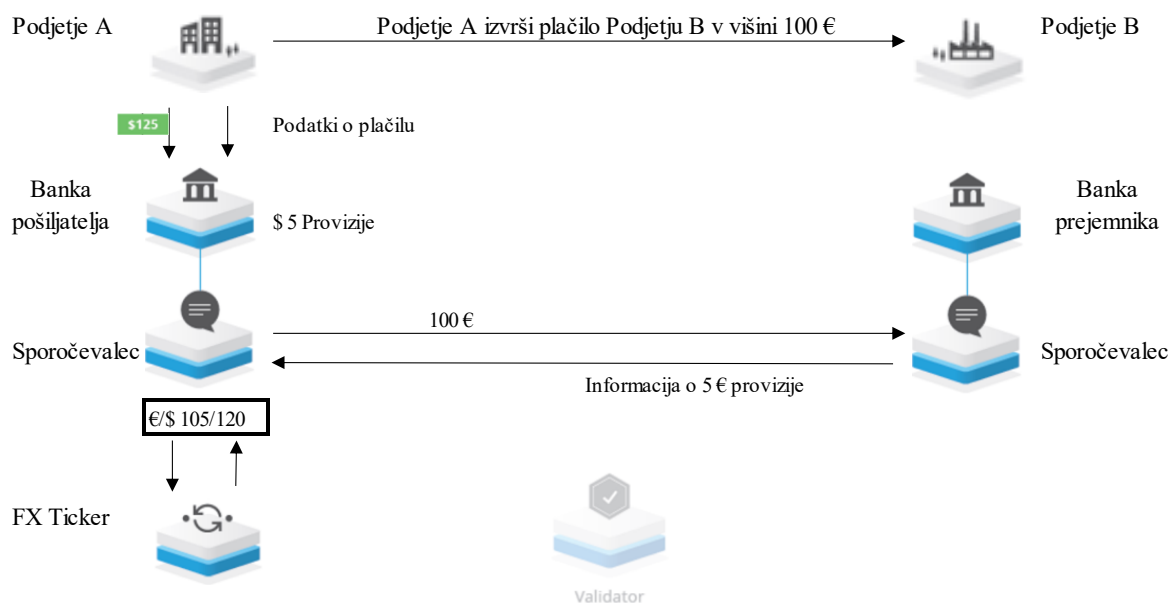 Podjetje A
Podjetje A izvrši plačilo Podjetju B v višini 100 €
Podjetje B
$125
Podatki o plačilu
Banka
pošiljatelja
$ 5 Provizije
Banka
prejemnika
100 €
Sporočevalec
Sporočevalec
Informacija o 5 € provizije
€/$ 105/120
FX Ticker
Validator